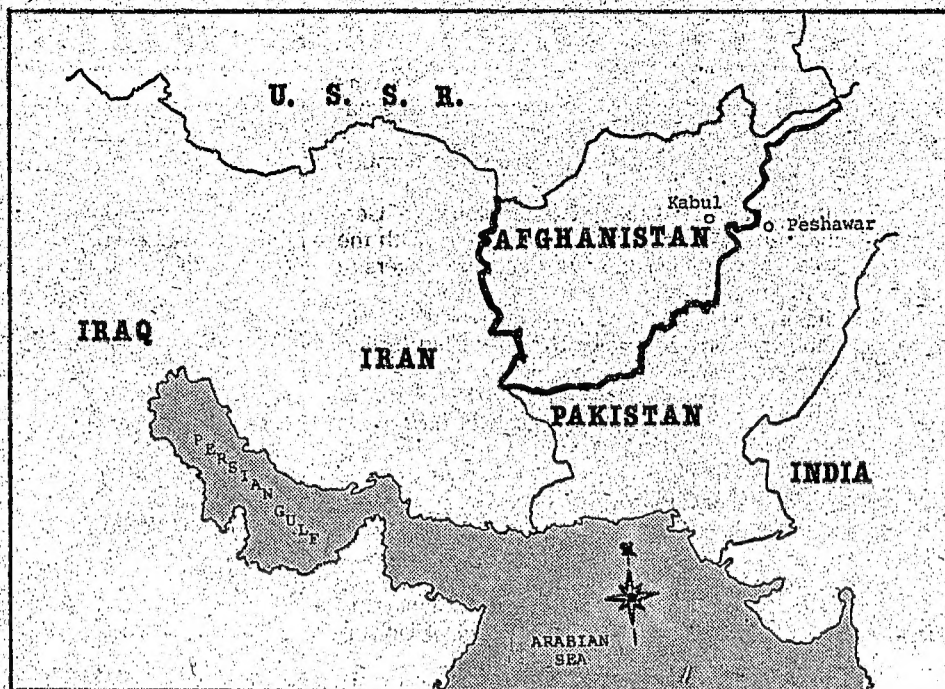 U. S. S. R.
Kabul
Peshawar
AFGHANISTAN
IRAQ
IRAN
PAKISTAN
INDIA
PERSIAN GULF
N
ARABIAN
SEA